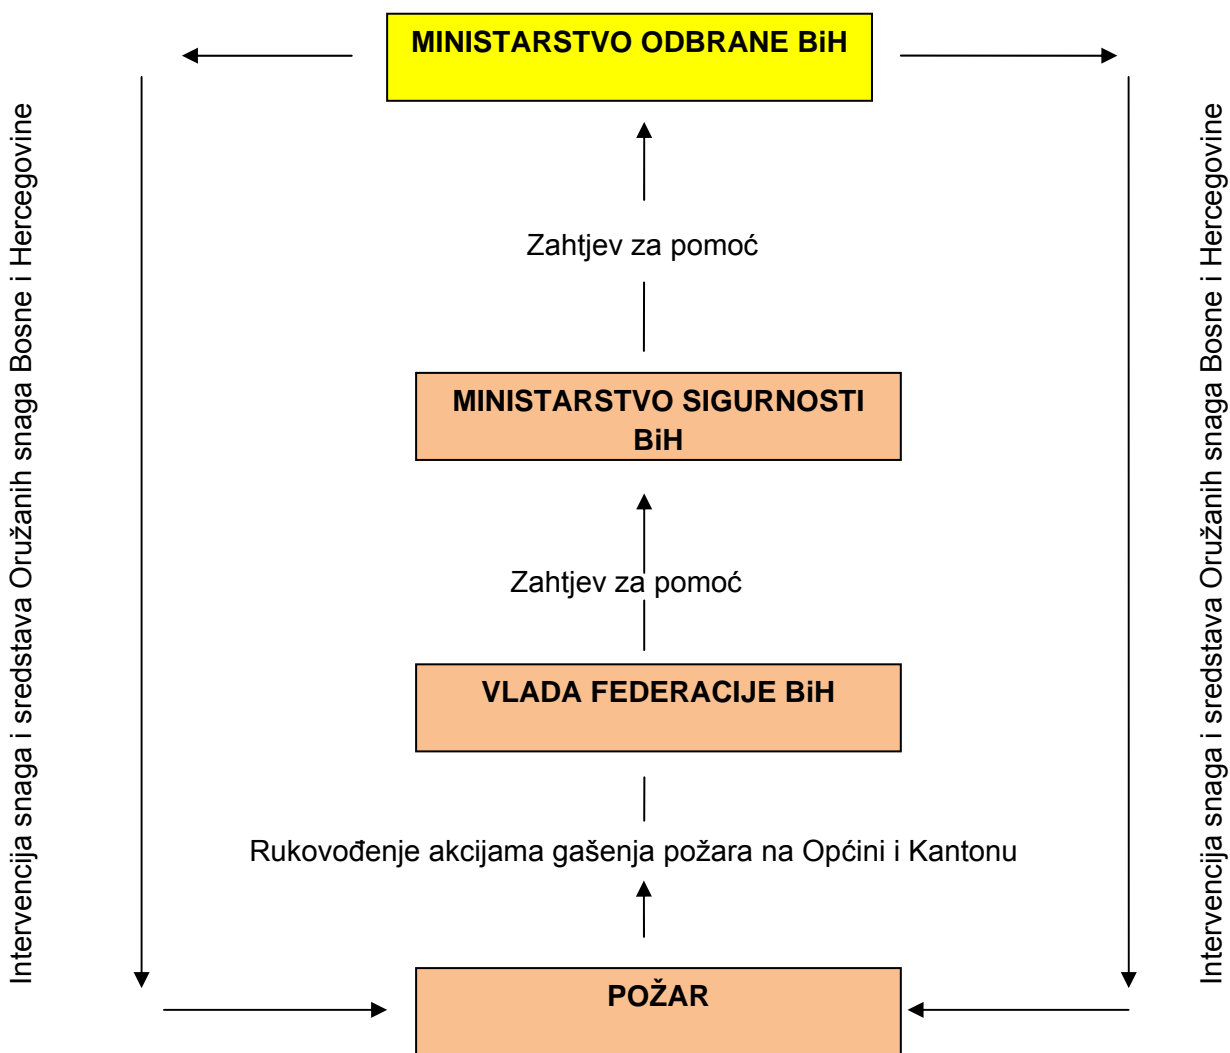 MINISTARSTVO ODBRANE BiH
Intervencija snaga i sredstava Oružanih snaga Bosne i Hercegovine
Intervencija snaga i sredstava Oružanih snaga Bosne i Hercegovine
Zahtjev za pomoć
MINISTARSTVO SIGURNOSTI
BiH
Zahtjev za pomoć
VLADA FEDERACIJE BiH
Rukovođenje akcijama gašenja požara na Općini i Kantonu
POŽAR